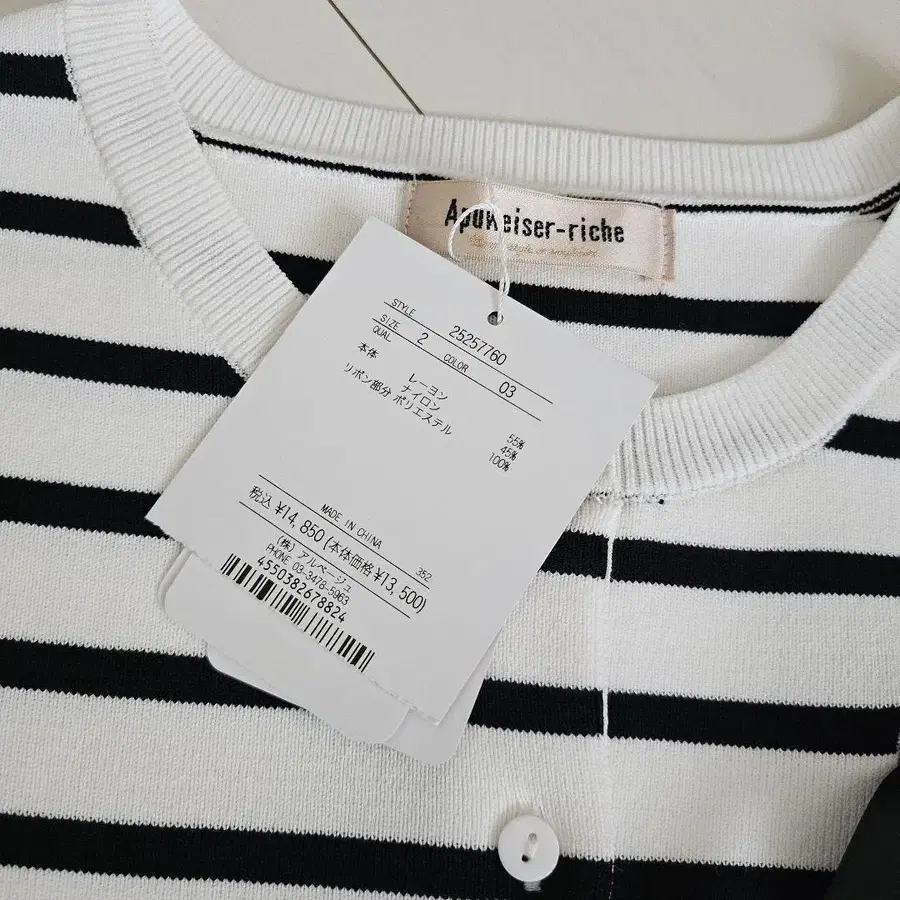 Apuweiser-riche
STYLE 25257760
SIZE 2 COLOR 03
QUAL
本体 レーヨン 55%
ナイロン 45%
リボン部分 ポリエステル 100%
MADE IN CHINA
352
税込 ¥14,850 (本体価格 ¥13,500)
(株) アルページュ
PHONE 03-3478-5963
4550382678824